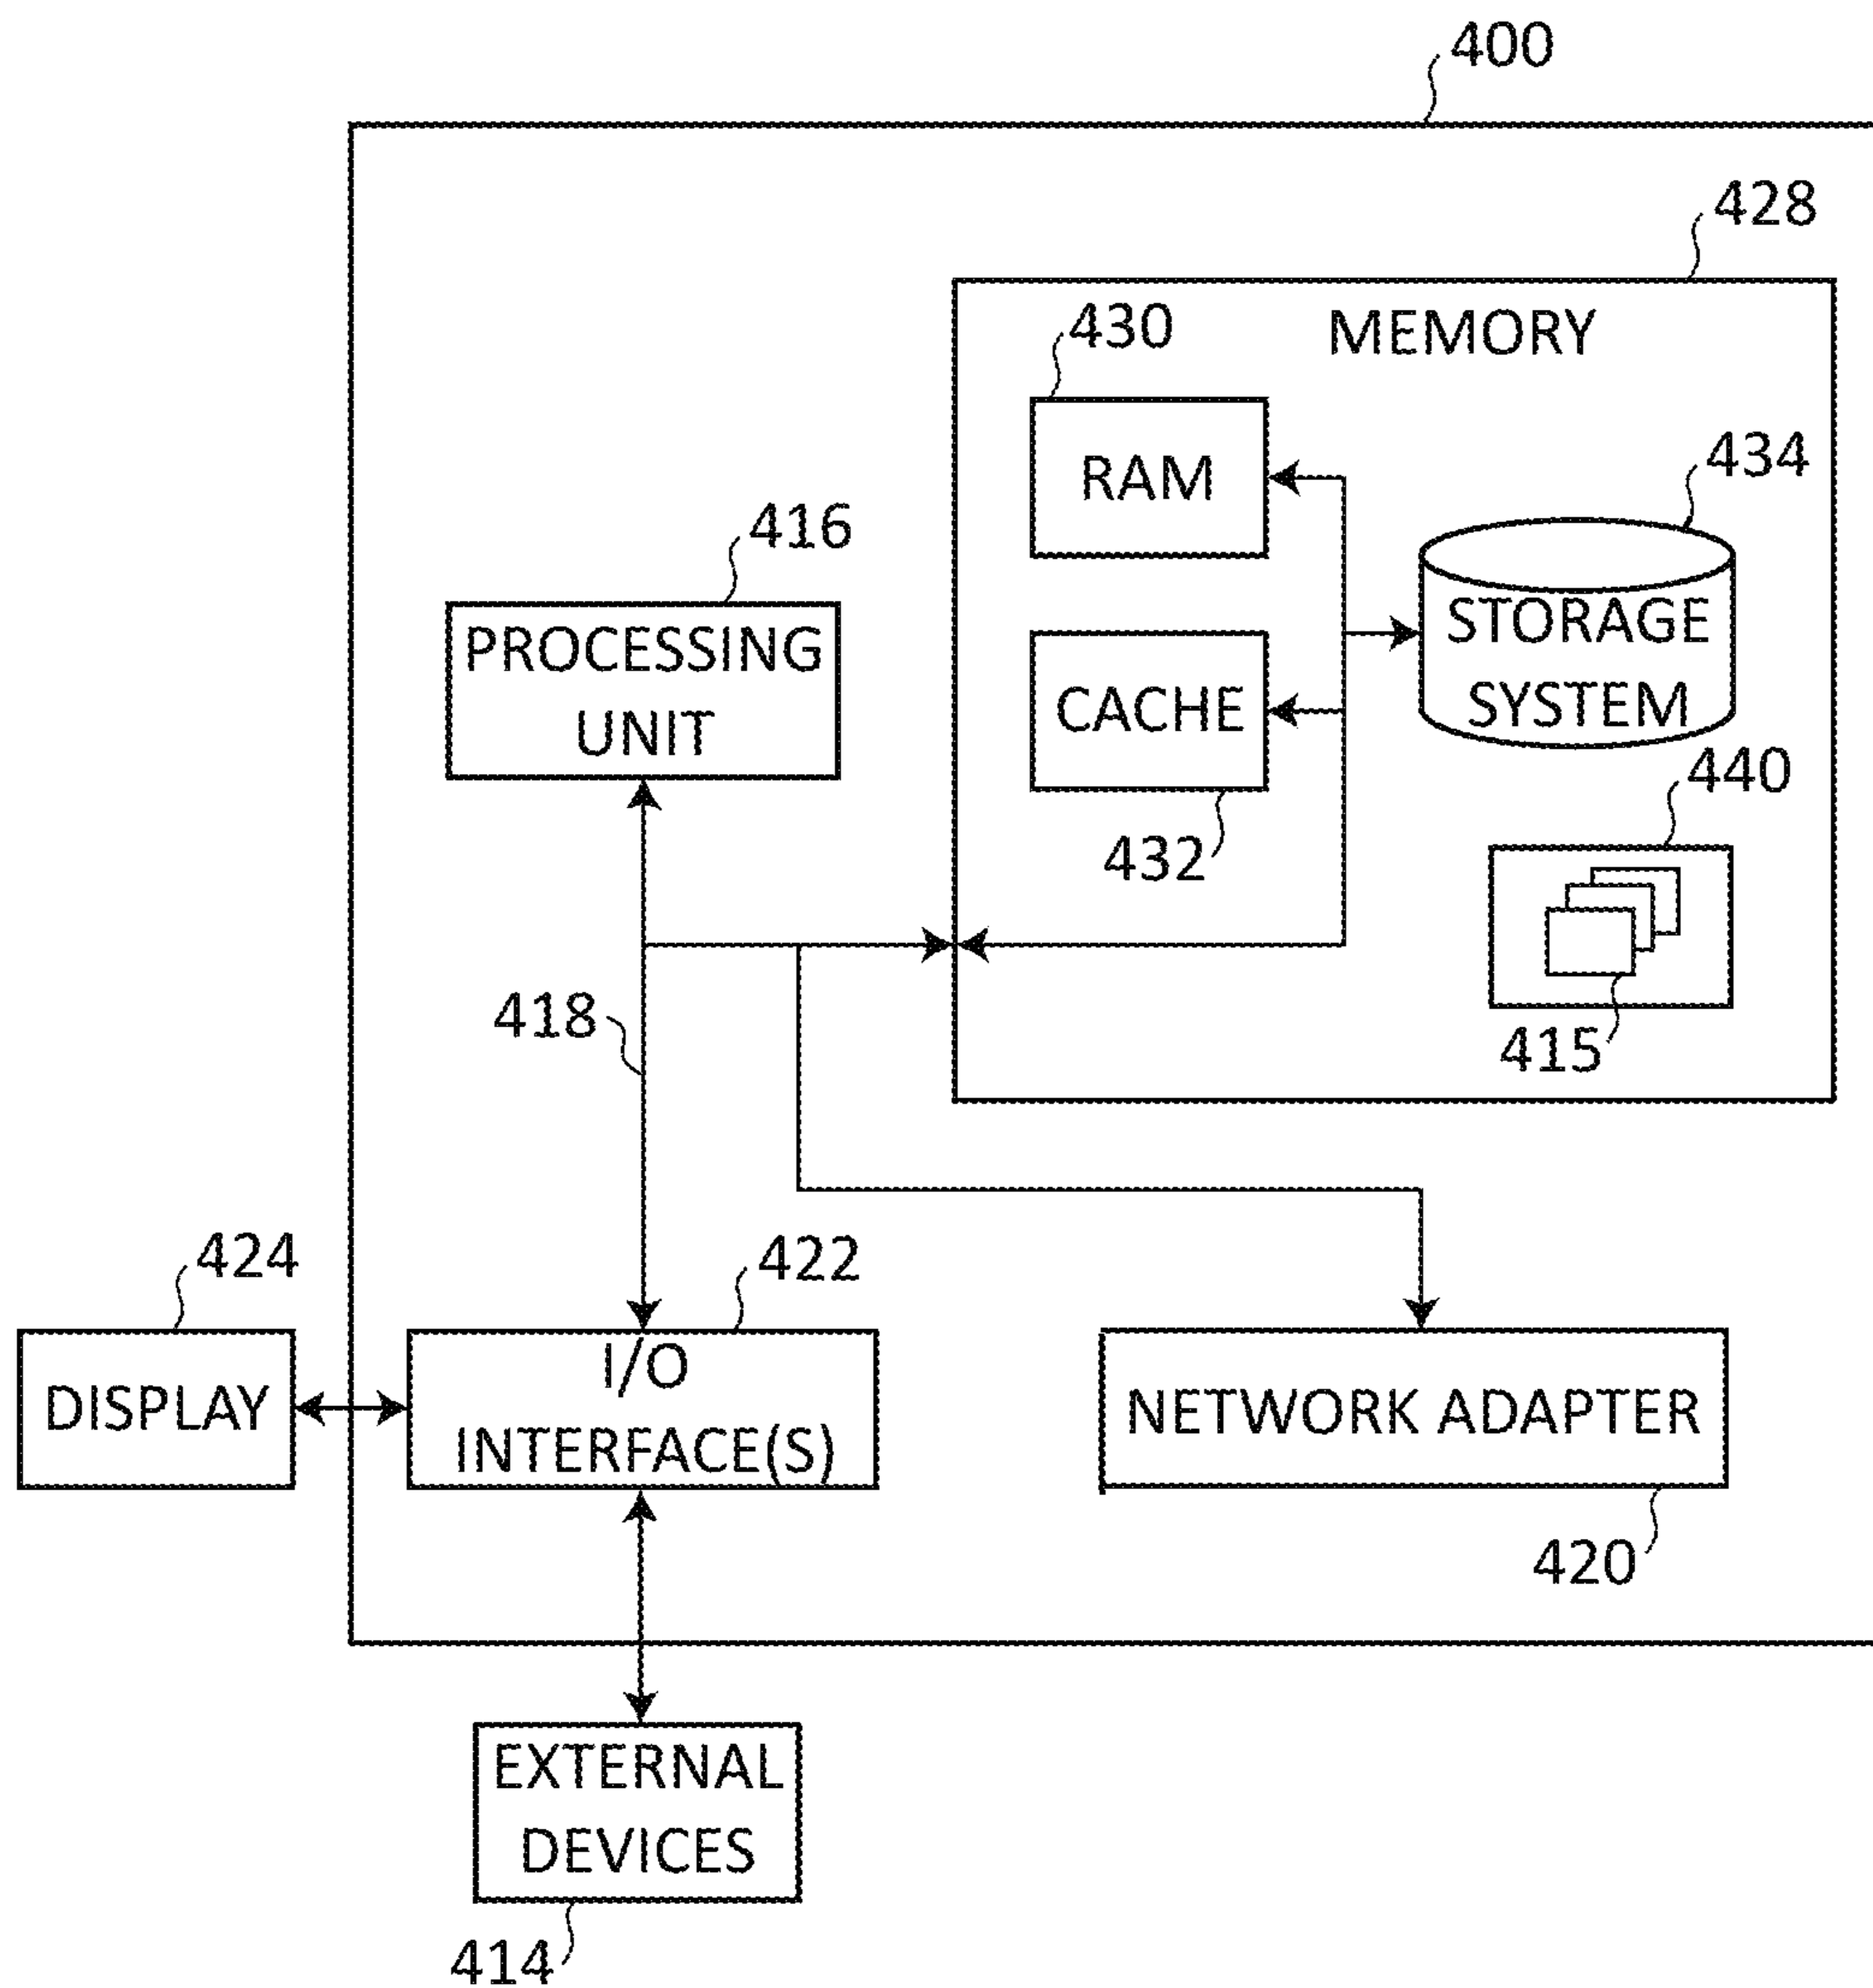 400
428
430
MEMORY
RAM
434
416
STORAGE
SYSTEM
PROCESSING
UNIT
CACHE
440
432
418
415
424
422
DISPLAY
I/O
INTERFACE(S)
NETWORK ADAPTER
420
EXTERNAL
DEVICES
414